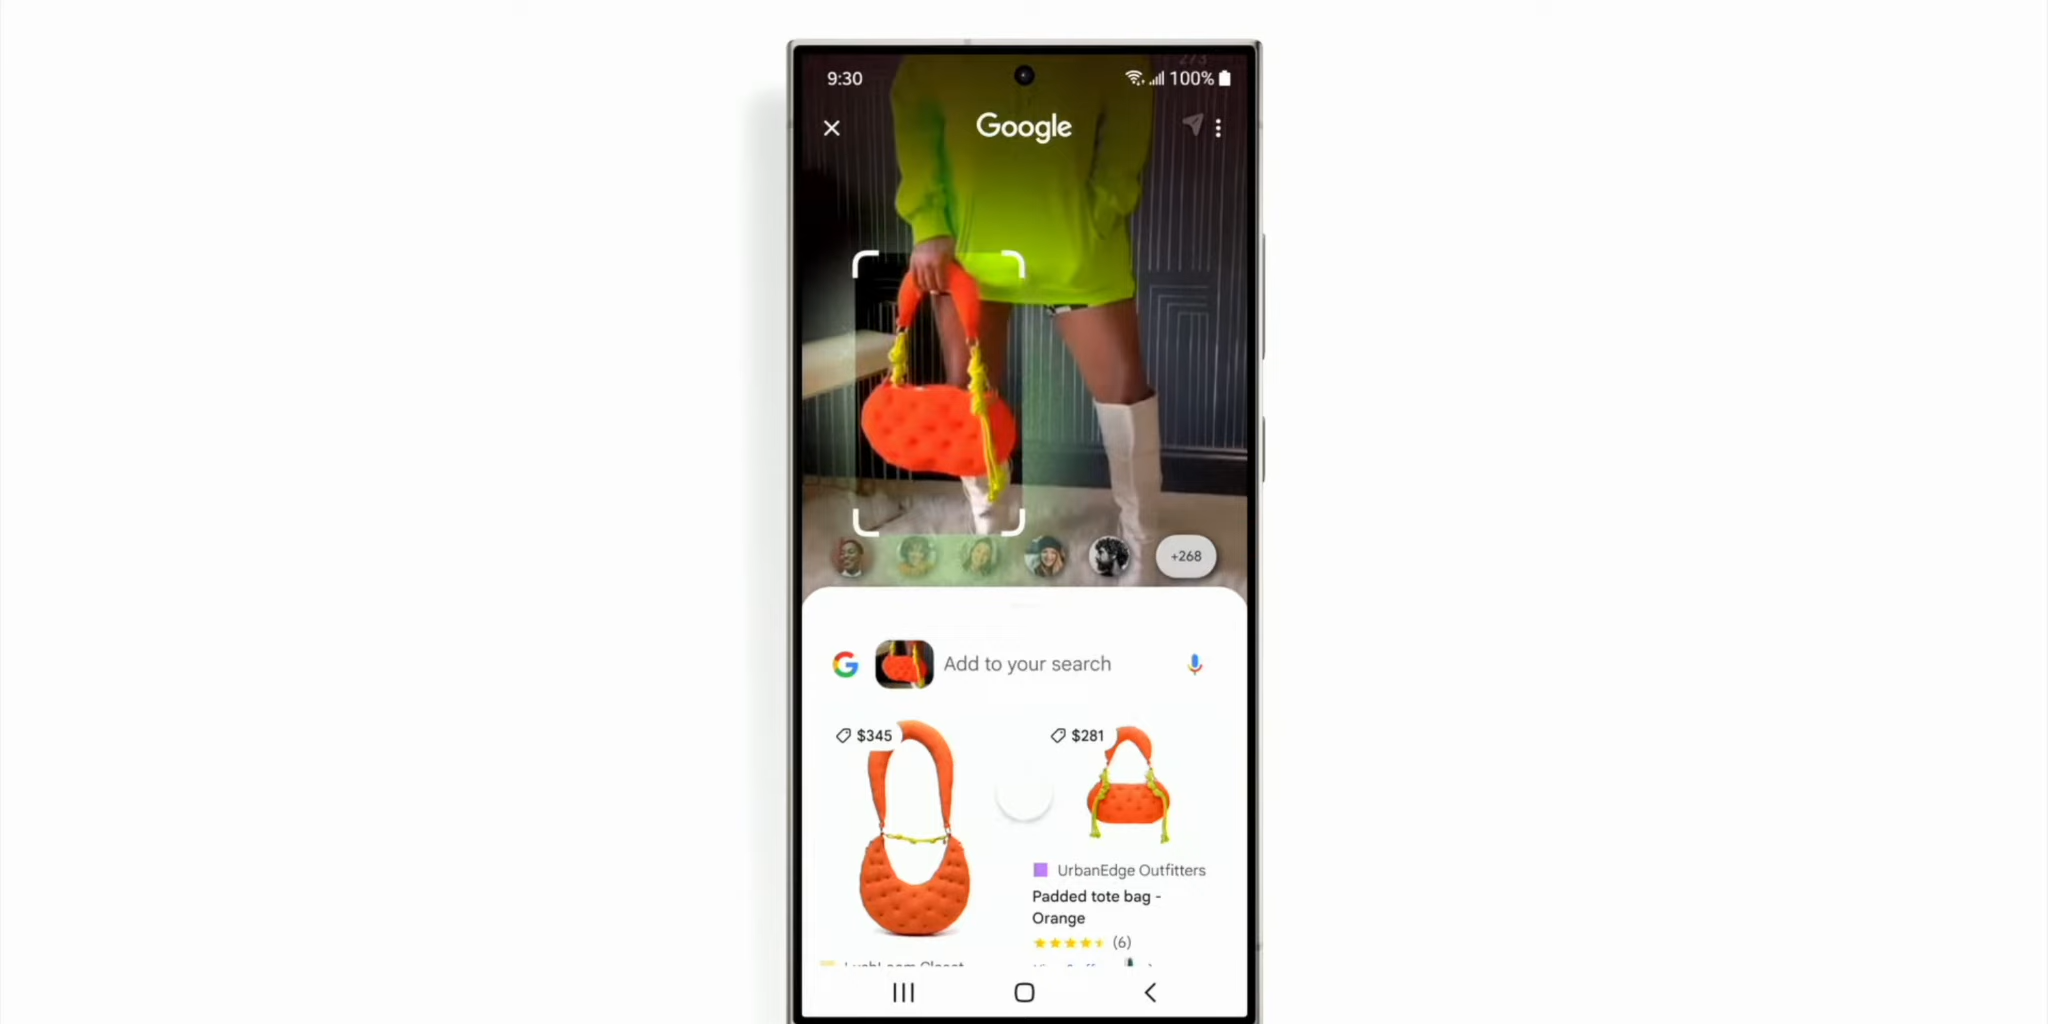 9:30
100%
Google
+268
Add to your search
$345
$281
UrbanEdge Outfitters
Padded tote bag -
Orange
(6)